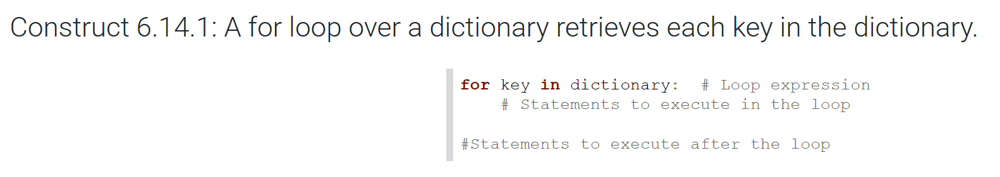 Construct 6.14.1: A for loop over a dictionary retrieves each key in the dictionary.
for key in dictionary:  # Loop expression
    # Statements to execute in the loop
#Statements to execute after the loop